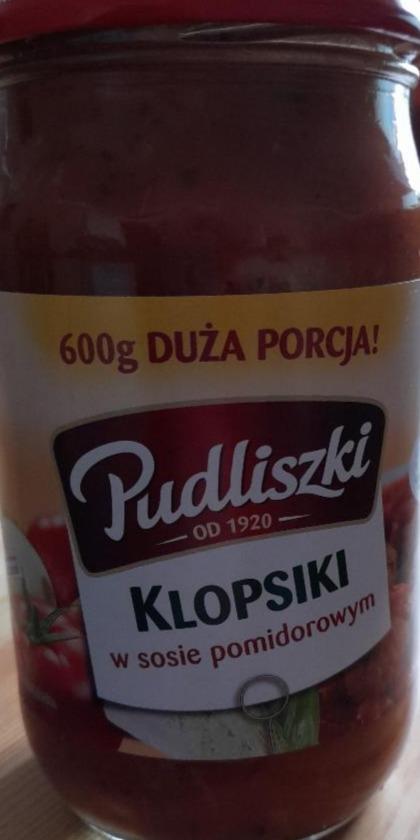 600g DUŻA PORCJA!
Pudliszki
OD 1920
KLOPSIKI
w sosie pomidorowym